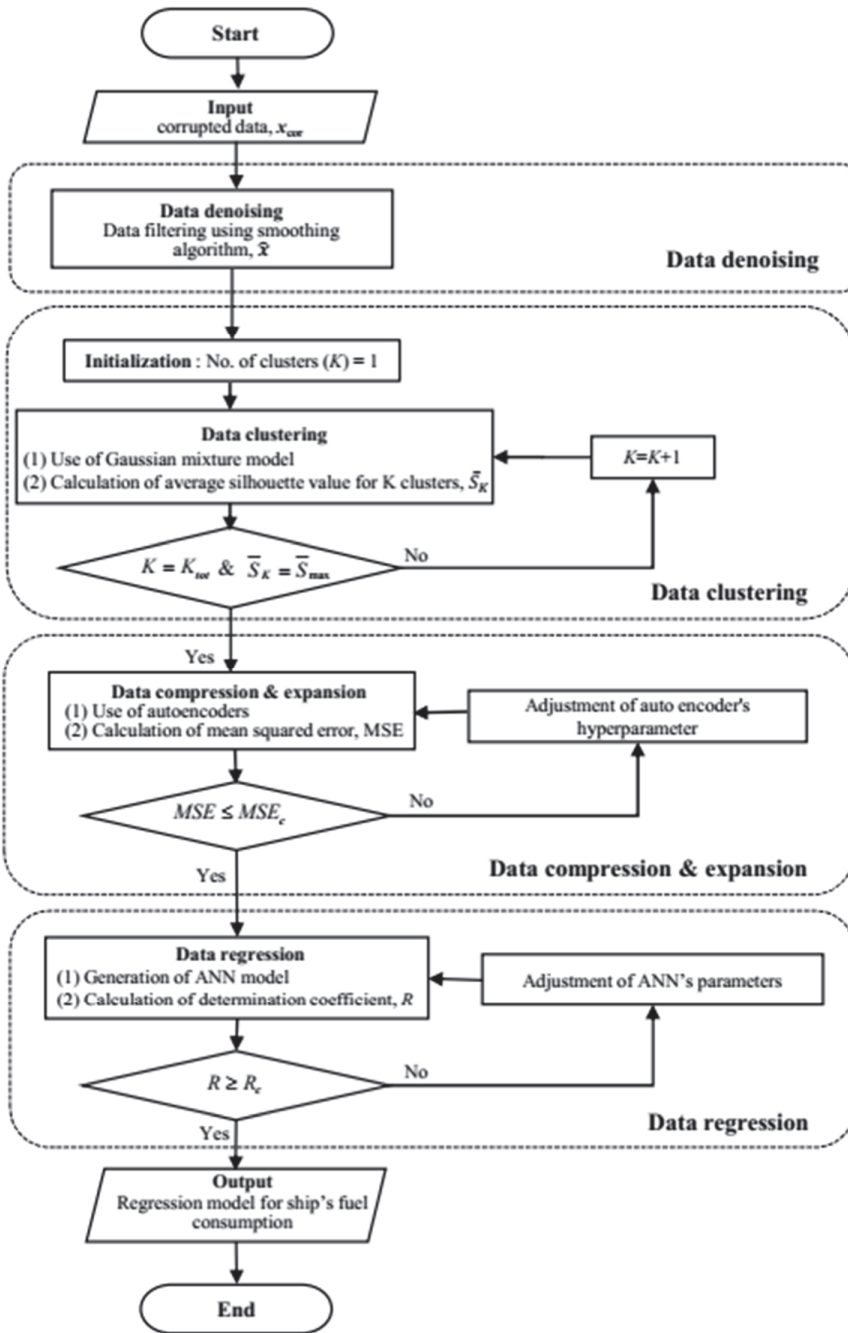 Start
Input
corrupted data, x_cor
Data denoising
Data filtering using smoothing
algorithm, x̂
Data denoising
Initialization : No. of clusters (K) = 1
Data clustering
(1) Use of Gaussian mixture model
(2) Calculation of average silhouette value for K clusters, S̄_K
K=K+1
K = K_tot & S̄_K = S̄_max
No
Data clustering
Yes
Data compression & expansion
(1) Use of autoencoders
(2) Calculation of mean squared error, MSE
Adjustment of auto encoder's
hyperparameter
MSE ≤ MSE_c
No
Data compression & expansion
Yes
Data regression
(1) Generation of ANN model
(2) Calculation of determination coefficient, R
Adjustment of ANN's parameters
R ≥ R_c
No
Data regression
Yes
Output
Regression model for ship's fuel
consumption
End